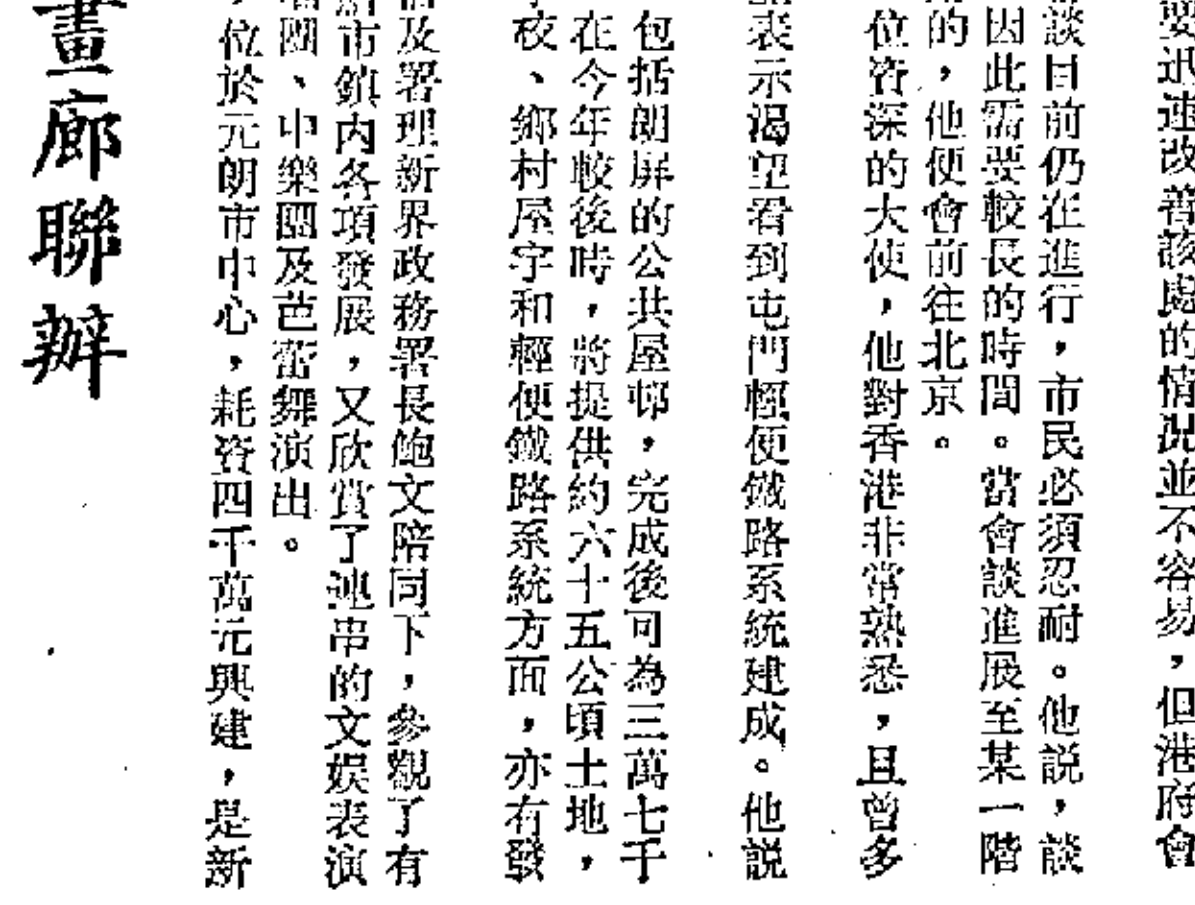 要迅速改善該處的情况並不容易，但港府會
談目前仍在進行，市民必須忍耐。他説，談
因此需要較長的時間。當會談進展至某一階
的，他便會前往北京。
位資深的大使，他對香港非常熟悉，且曾多
表示渴望看到屯門輕便鐵路系統建成。他説
包括朗屏的公共屋邨，完成後可為三萬七千
在今年較後時，將提供約六十五公頃土地，
校、鄉村屋宇和輕便鐵路系統方面，亦有發
及署理新界政務署長鮑文陪同下，參觀了有
市鎮內各項發展，又欣賞了連串的文娱表演
團、中樂團及芭蕾舞演出。
，位於元朗市中心，耗資四千萬元興建，是新
畫廊聯辦